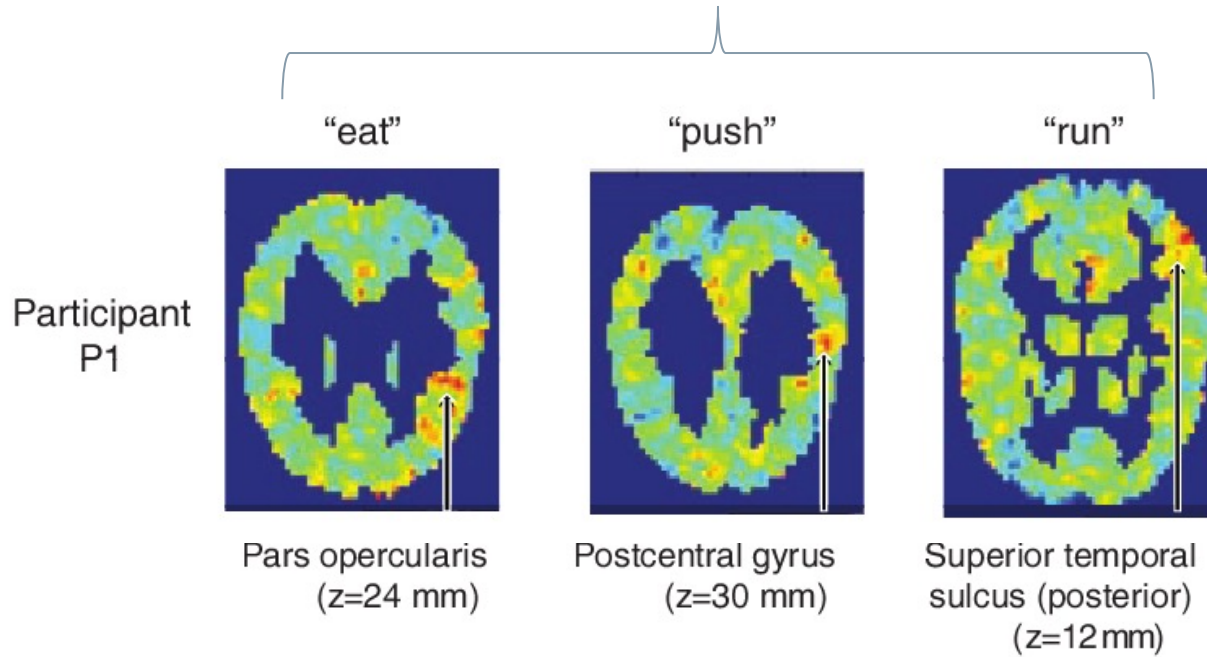 “eat”
“push”
“run”
Participant
P1
Pars opercularis
(z=24 mm)
Postcentral gyrus
(z=30 mm)
Superior temporal
sulcus (posterior)
(z=12 mm)